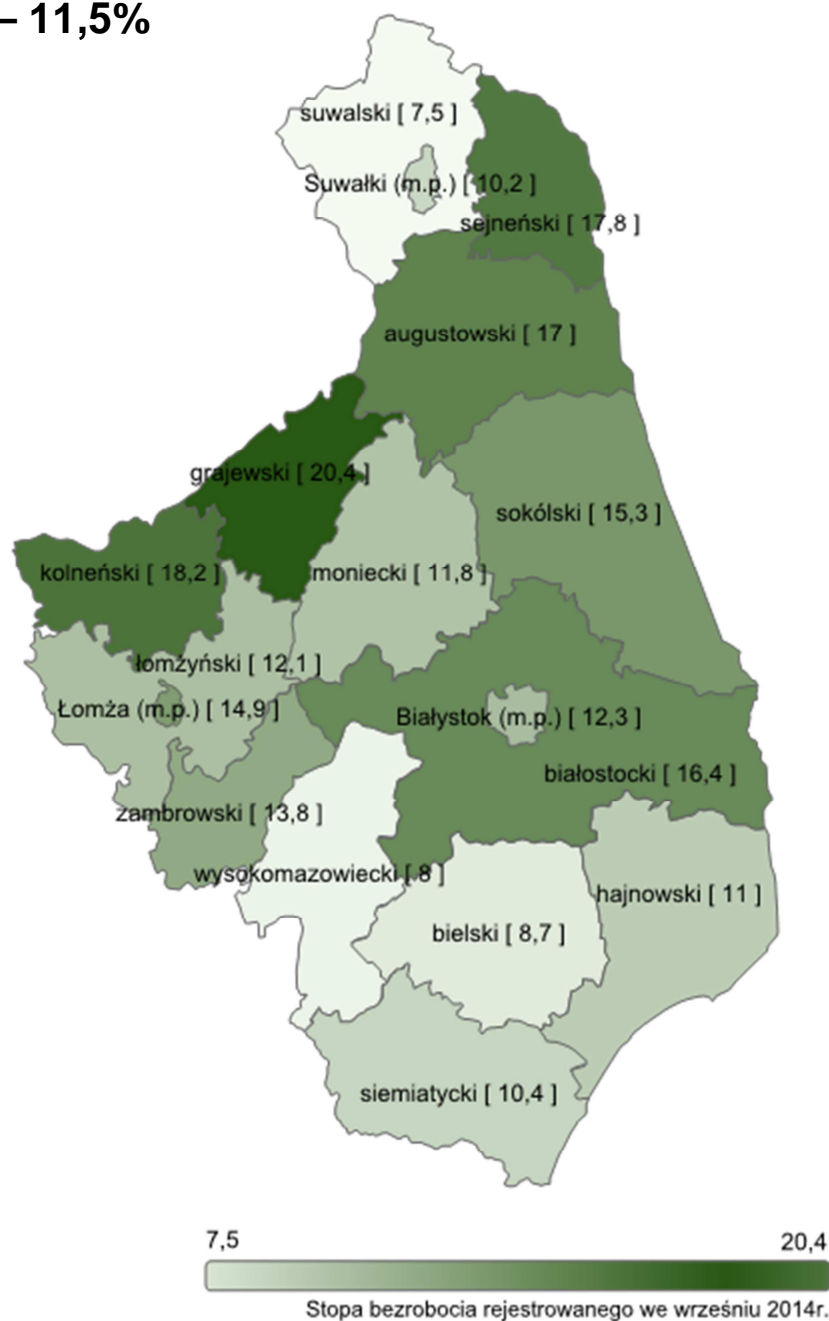 – 11,5%
suwalski [ 7,5 ]
Suwałki (m.p.) [ 10,2 ]
sejneński [ 17,8 ]
augustowski [ 17 ]
grajewski [ 20,4 ]
sokólski [ 15,3 ]
kolneński [ 18,2 ]
moniecki [ 11,8 ]
łomżyński [ 12,1 ]
Łomża (m.p.) [ 14,9 ]
Białystok (m.p.) [ 12,3 ]
białostocki [ 16,4 ]
zambrowski [ 13,8 ]
wysokomazowiecki [ 8 ]
hajnowski [ 11 ]
bielski [ 8,7 ]
siemiatycki [ 10,4 ]
7,5 20,4
Stopa bezrobocia rejestrowanego we wrześniu 2014r.